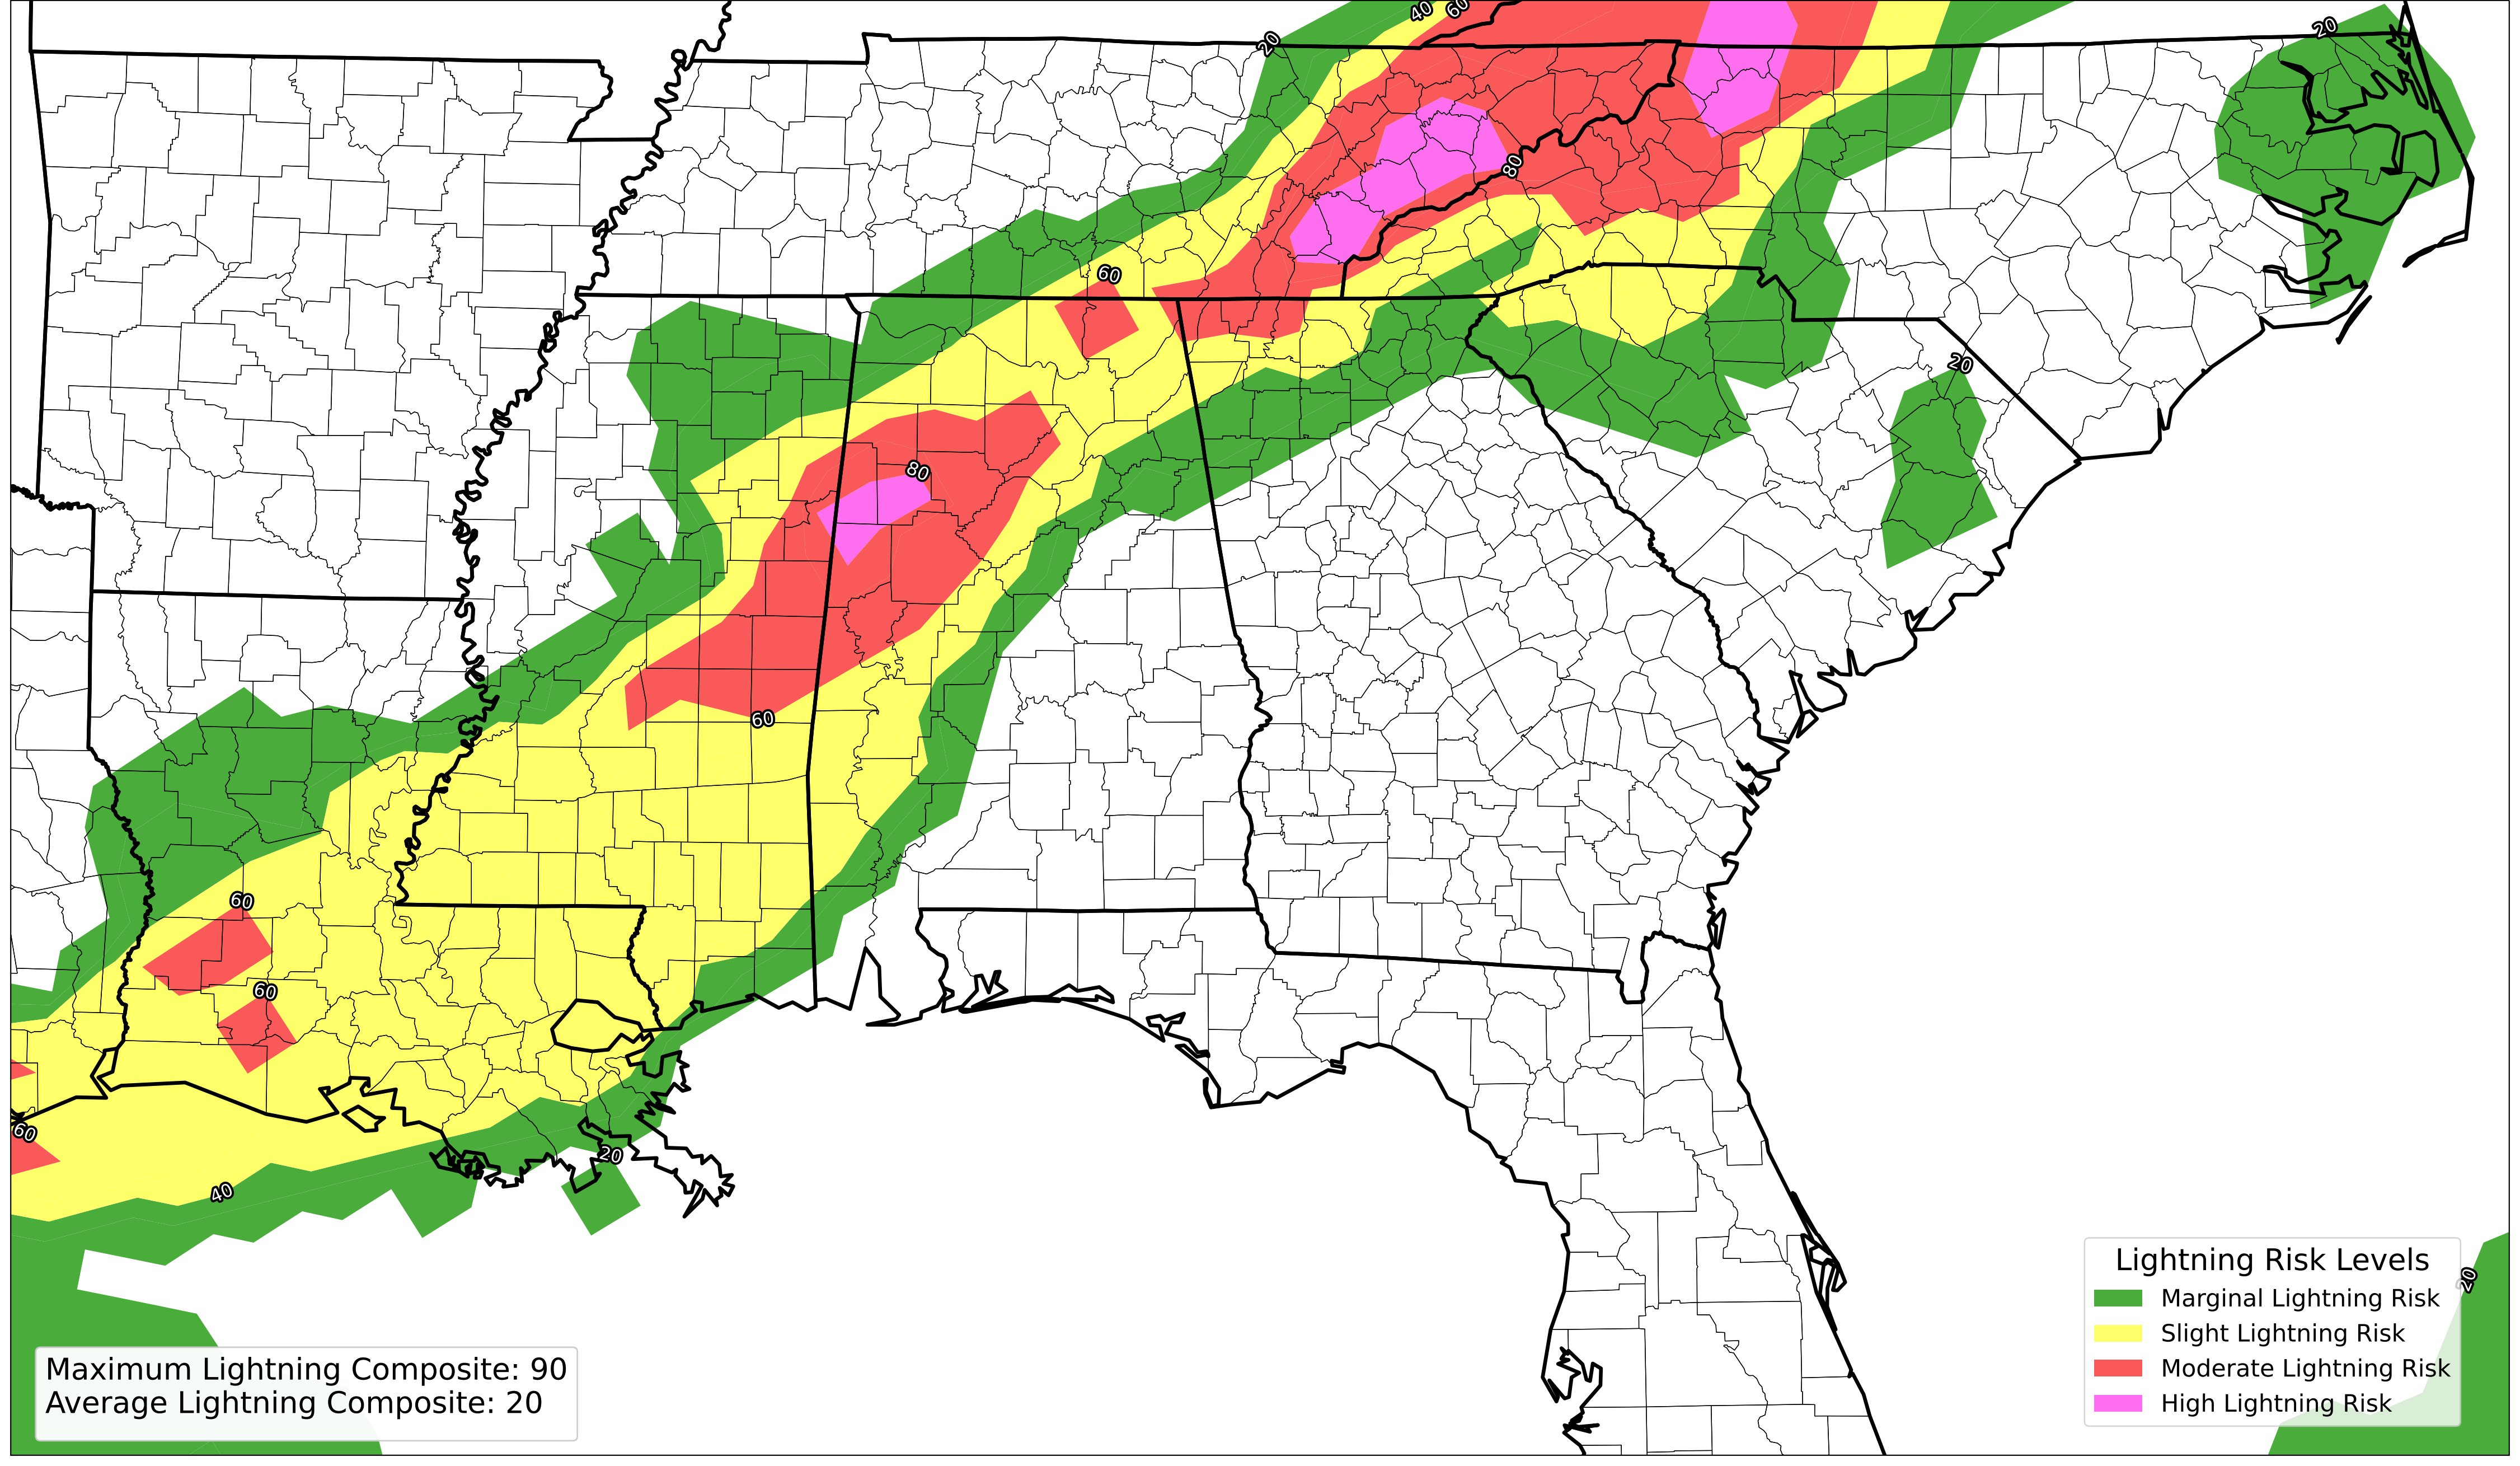 40
60
20
20
80
60
20
80
60
60
60
60
20
40
20
Lightning Risk Levels
Marginal Lightning Risk
Slight Lightning Risk
Moderate Lightning Risk
High Lightning Risk
Maximum Lightning Composite: 90
Average Lightning Composite: 20